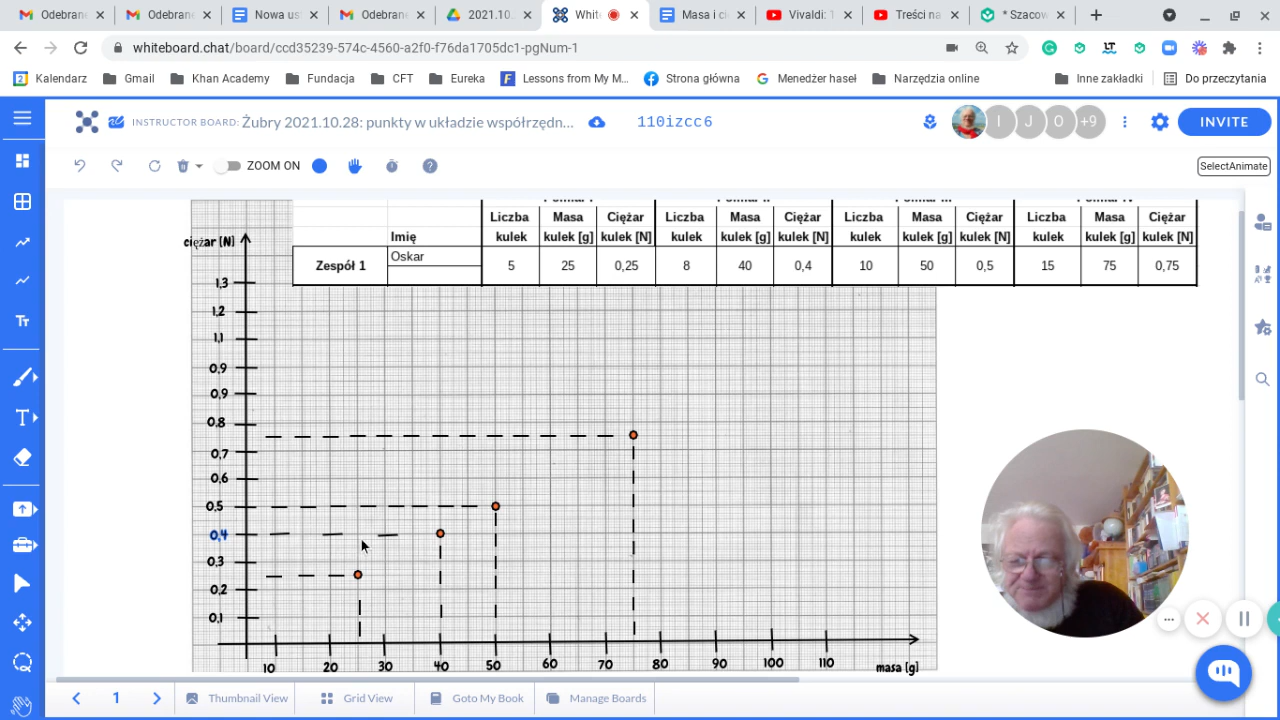 Odebrane
Odebrane
Nowa us
Odebran
2021.10.
Whit
Masa i ci
Vivaldi: T
Treści na
* Szacow
whiteboard.chat/board/ccd35239-574c-4560-a2f0-f76dd1705dc1-pgNum-1
Kalendarz
Gmail
Khan Academy
Fundacja
CFT
Eureka
Lessons from My M...
Strona główna
Menedżer haseł
Narzędzia online
Inne zakładki
Do przeczytania
INSTRUCTOR BOARD: Żubry 2021.10.28: punkty w układzie współrzędn...
110izcc6
I J O +9
INVITE
ZOOM ON
SelectAnimate
Liczba Masa Ciężar Liczba Masa Ciężar Liczba Masa Ciężar Liczba Masa Ciężar
Imię kulek kulek [g] kulek [N] kulek kulek [g] kulek [N] kulek kulek [g] kulek [N] kulek kulek [g] kulek [N]
Oskar
Zespół 1 5 25 0,25 8 40 0,4 10 50 0,5 15 75 0,75
ciężar [N]
1,3
1,2
1,1
0,9
0,9
0,8
0,7
0,6
0,5
0,4
0,3
0,2
0,1
10 20 30 40 50 60 70 80 90 100 110
masa [g]
1
Thumbnail View
Grid View
Goto My Book
Manage Boards